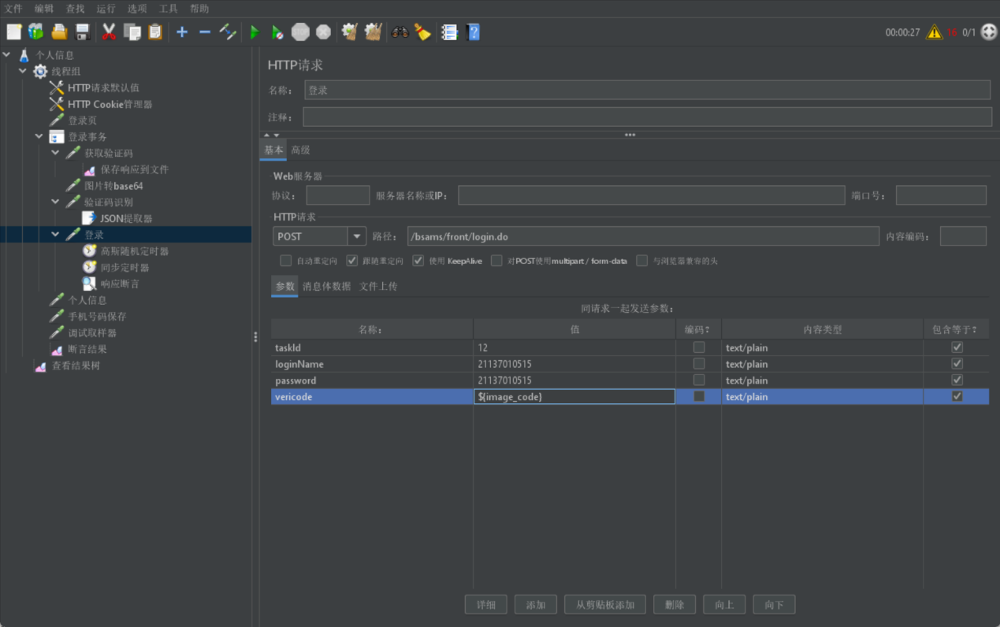 文件 编辑 查找 运行 选项 工具 帮助
00:00:27 16 0/1
个人信息
线程组
HTTP请求默认值
HTTP Cookie管理器
登录页
登录事务
获取验证码
保存响应到文件
图片转base64
验证码识别
JSON提取器
登录
高斯随机定时器
同步定时器
响应断言
个人信息
手机号码保存
调试取样器
断言结果
查看结果树
HTTP请求
名称： 登录
注释：
基本 高级
Web服务器
协议： 服务器名称或IP： 端口号：
HTTP请求
POST 路径： /bsams/front/login.do 内容编码：
自动重定向 跟随重定向 使用 KeepAlive 对POST使用multipart / form-data 与浏览器兼容的头
参数 消息体数据 文件上传
同请求一起发送参数：
名称： 值 编码？ 内容类型 包含等于？
taskId 12 text/plain
loginName 21137010515 text/plain
password 21137010515 text/plain
vericode ${image_code} text/plain
详细 添加 从剪贴板添加 删除 向上 向下